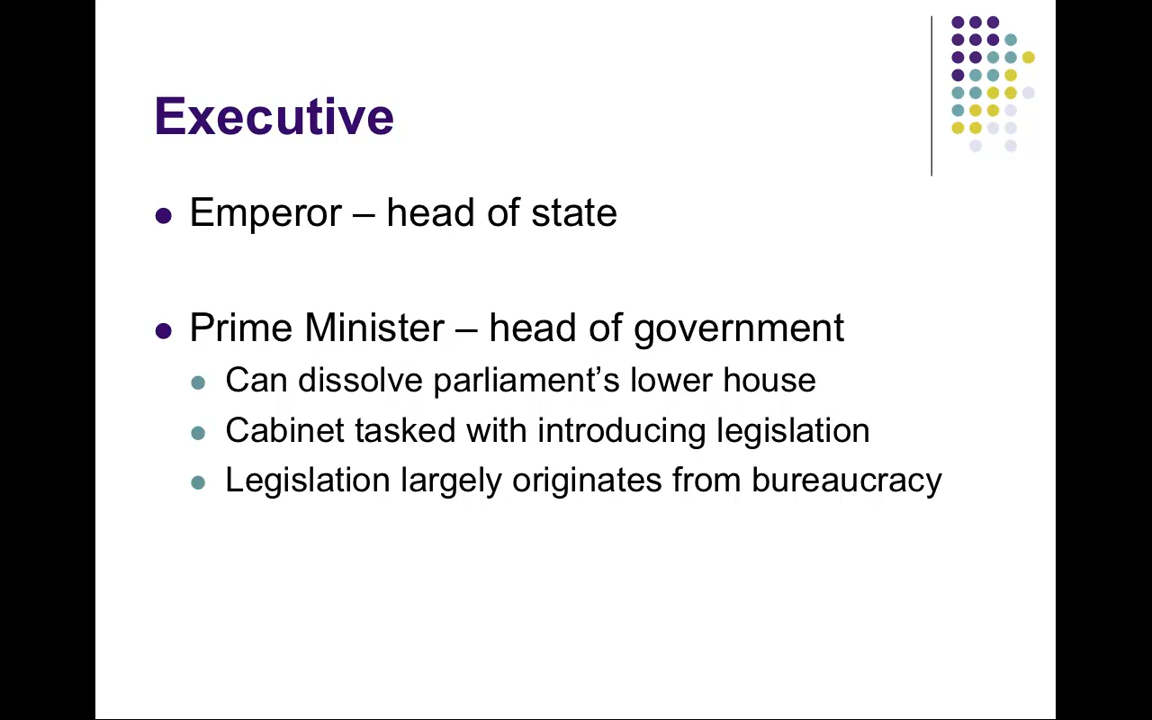 Executive
Emperor – head of state
Prime Minister – head of government
Can dissolve parliament’s lower house
Cabinet tasked with introducing legislation
Legislation largely originates from bureaucracy